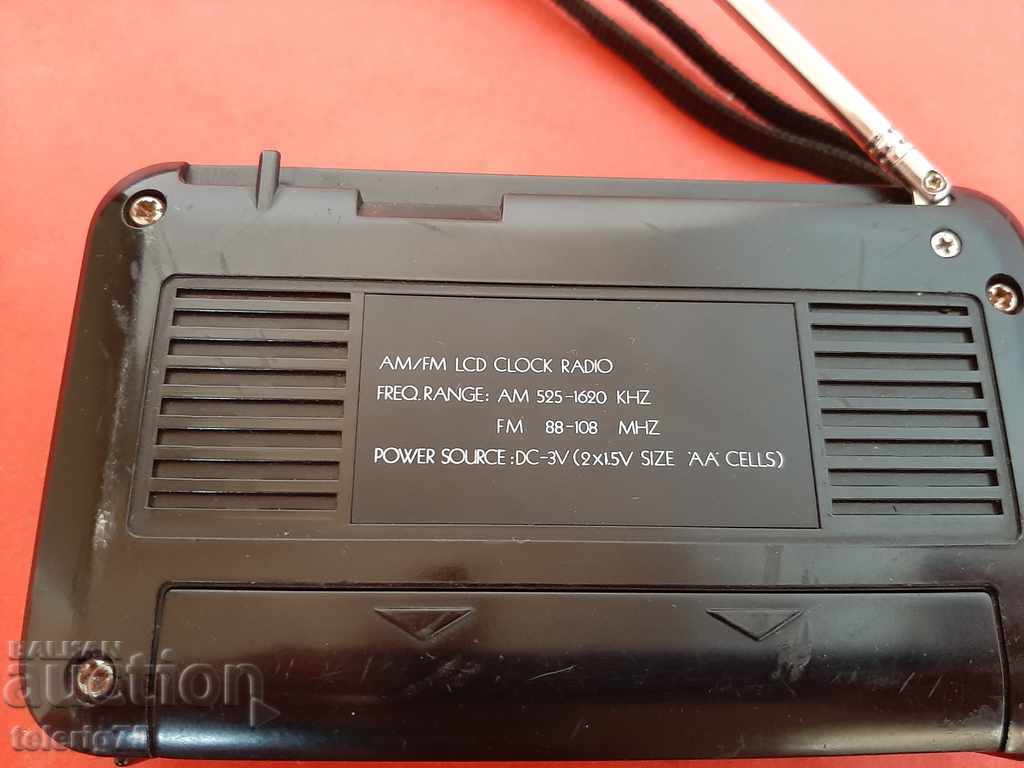 AM/FM LCD CLOCK RADIO
FREQ. RANGE: AM 525-1620 KHZ
FM 88-108 MHZ
POWER SOURCE: DC-3V (2x1.5V SIZE 'AA' CELLS)
BALKAN
auction
telerig74